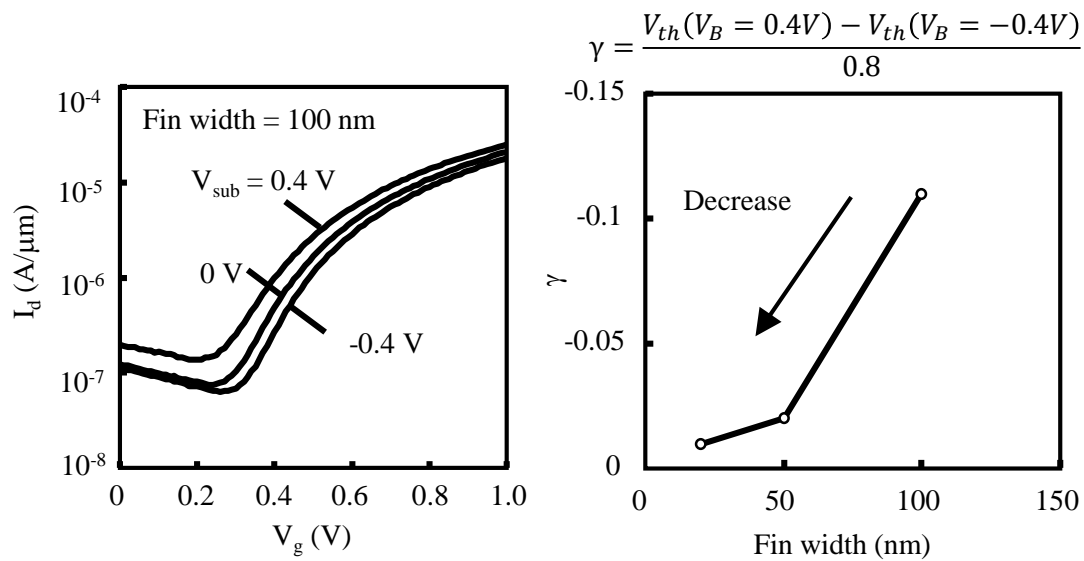 γ = V_th(V_B = 0.4V) − V_th(V_B = −0.4V)
0.8
10^-4
10^-5
10^-6
10^-7
10^-8
I_d (A/μm)
Fin width = 100 nm
V_sub = 0.4 V
0 V
-0.4 V
0 0.2 0.4 0.6 0.8 1.0
V_g (V)
-0.15
-0.1
-0.05
0
γ
Decrease
0 50 100 150
Fin width (nm)